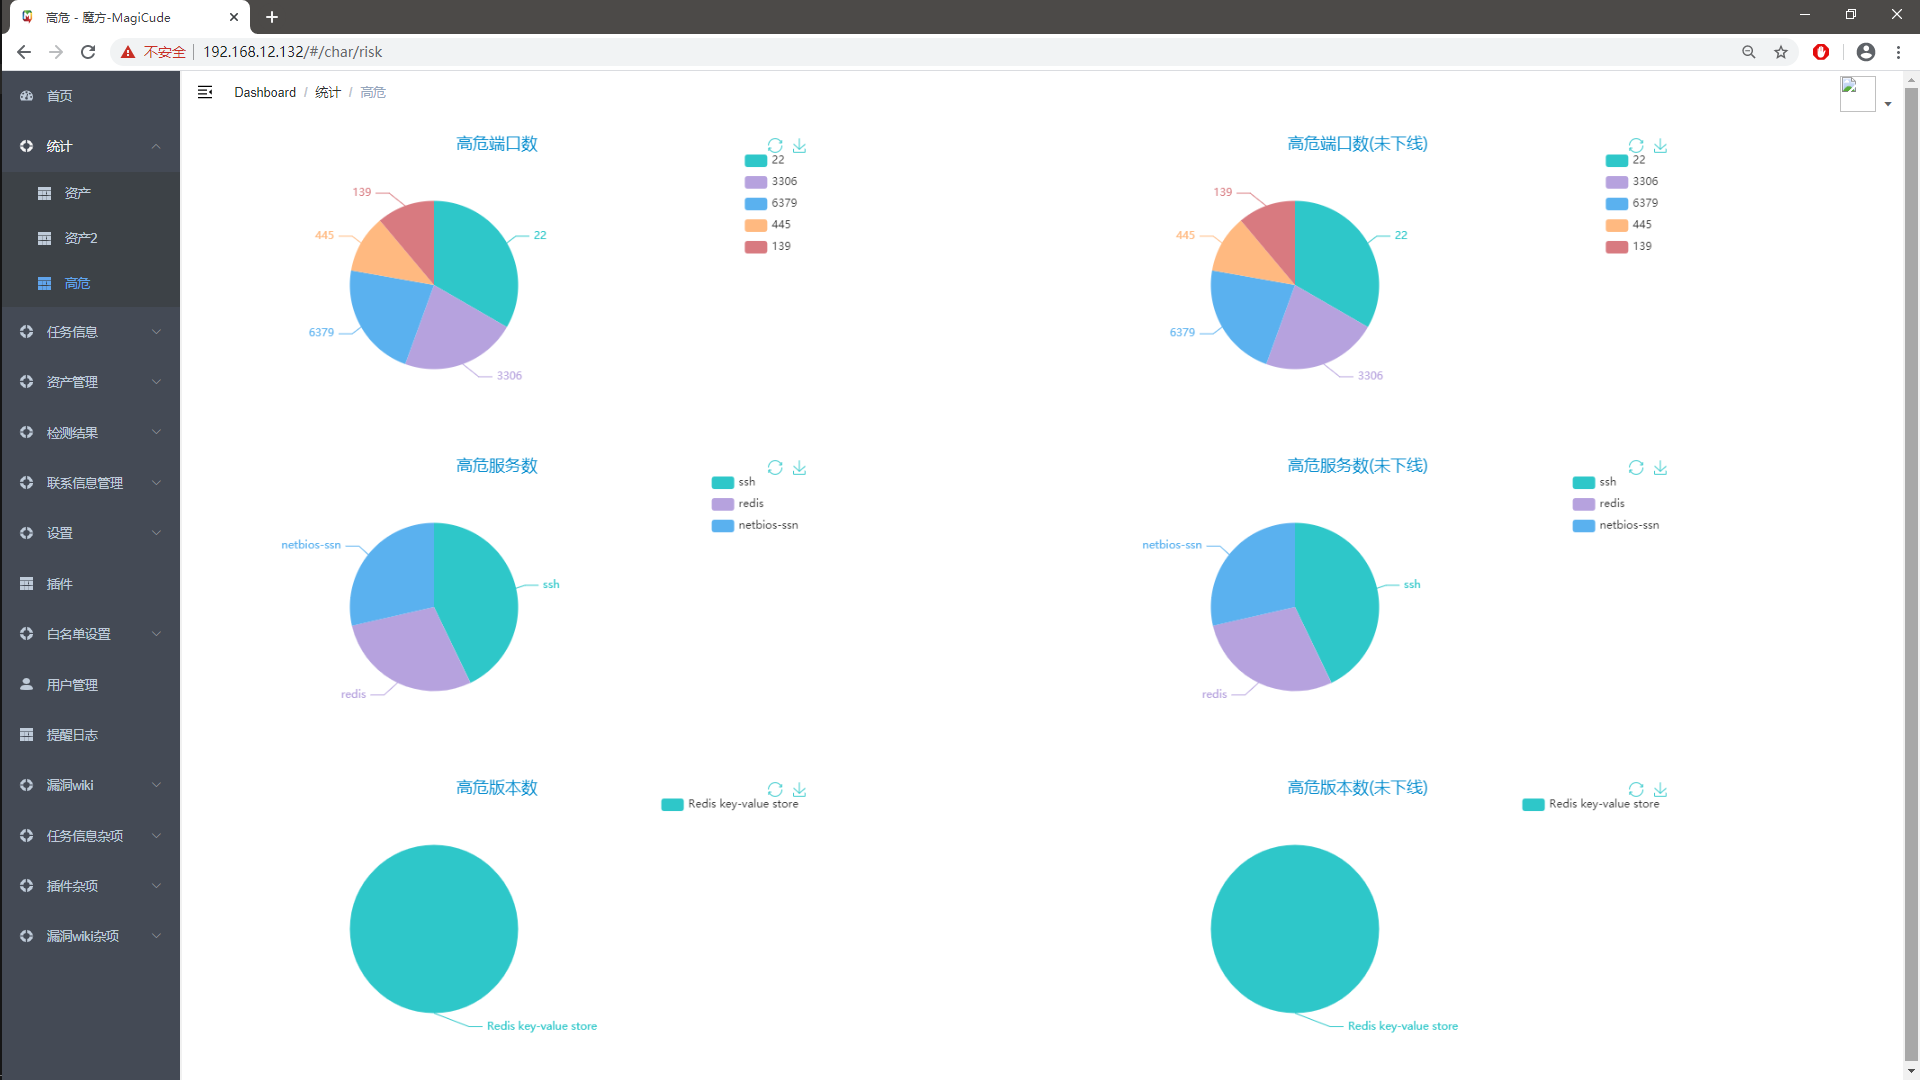 高危 - 魔方-MagiCude
不安全 192.168.12.132/#/char/risk
首页
统计
资产
资产2
高危
任务信息
资产管理
检测结果
联系信息管理
设置
插件
白名单设置
用户管理
提醒日志
漏洞wiki
任务信息杂项
插件杂项
漏洞wiki杂项
Dashboard / 统计 / 高危
高危端口数
22
3306
6379
445
139
139
445
22
6379
3306
高危端口数(未下线)
22
3306
6379
445
139
139
445
22
6379
3306
高危服务数
ssh
redis
netbios-ssn
netbios-ssn
ssh
redis
高危服务数(未下线)
ssh
redis
netbios-ssn
netbios-ssn
ssh
redis
高危版本数
Redis key-value store
Redis key-value store
高危版本数(未下线)
Redis key-value store
Redis key-value store